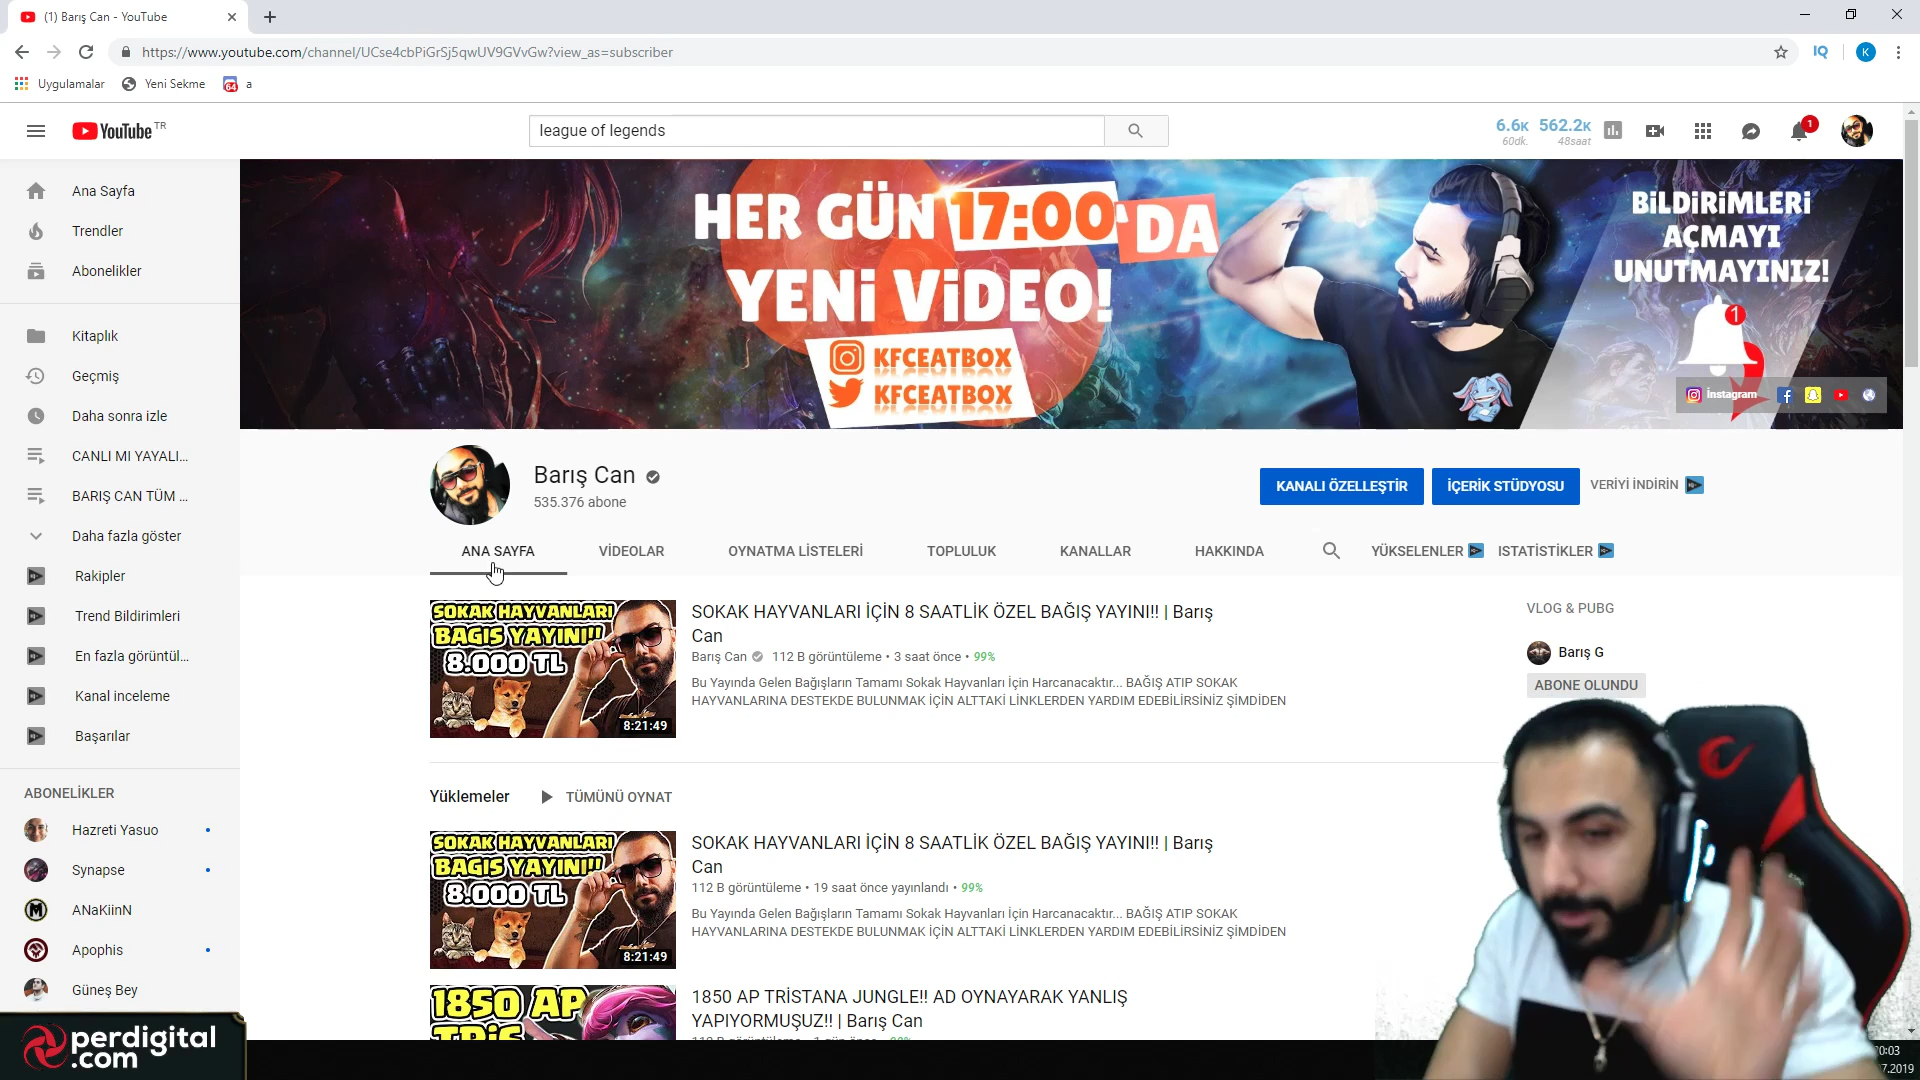 (1) Barış Can - YouTube
https://www.youtube.com/channel/UCse4cbPiGrSj5qwUV9GVvGw?view_as=subscriber
IQ
K
Uygulamalar
Yeni Sekme
64
a
YouTube TR
league of legends
6.6K 562.2K
60dk. 48saat
1
Ana Sayfa
Trendler
Abonelikler
Kitaplık
Geçmiş
Daha sonra izle
CANLI MI YAYALI...
BARIŞ CAN TÜM ...
Daha fazla göster
Rakipler
Trend Bildirimleri
En fazla görüntül...
Kanal inceleme
Başarılar
ABONELİKLER
Hazreti Yasuo
Synapse
ANaKiinN
Apophis
Güneş Bey
HER GÜN 17:00'DA
YENİ VİDEO!
KFCEATBOX
KFCEATBOX
BİLDİRİMLERİ
AÇMAYI
UNUTMAYINIZ!
1
Instagram
Barış Can
535.376 abone
KANALI ÖZELLEŞTİR
İÇERİK STÜDYOSU
VERİYİ İNDİRİN
ANA SAYFA
VİDEOLAR
OYNATMA LİSTELERİ
TOPLULUK
KANALLAR
HAKKINDA
YÜKSELENLER
ISTATİSTİKLER
SOKAK HAYVANLARI
BAGIS YAYINI!!
8.000 TL
8:21:49
SOKAK HAYVANLARI İÇİN 8 SAATLİK ÖZEL BAĞIŞ YAYINI!! | Barış
Can
Barış Can 112 B görüntüleme • 3 saat önce • 99%
Bu Yayında Gelen Bağışların Tamamı Sokak Hayvanları İçin Harcanacaktır... BAĞIŞ ATIP SOKAK
HAYVANLARINA DESTEKDE BULUNMAK İÇİN ALTTAKİ LİNKLERDEN YARDIM EDEBİLİRSİNİZ ŞİMDİDEN
VLOG & PUBG
Barış G
ABONE OLUNDU
Yüklemeler
TÜMÜNÜ OYNAT
SOKAK HAYVANLARI
BAGIS YAYINI!!
8.000 TL
8:21:49
SOKAK HAYVANLARI İÇİN 8 SAATLİK ÖZEL BAĞIŞ YAYINI!! | Barış
Can
112 B görüntüleme • 19 saat önce yayınlandı • 99%
Bu Yayında Gelen Bağışların Tamamı Sokak Hayvanları İçin Harcanacaktır... BAĞIŞ ATIP SOKAK
HAYVANLARINA DESTEKDE BULUNMAK İÇİN ALTTAKİ LİNKLERDEN YARDIM EDEBİLİRSİNİZ ŞİMDİDEN
1850 AP
1850 AP TRİSTANA JUNGLE!! AD OYNAYARAK YANLIŞ
YAPIYORMUŞUZ!! | Barış Can
perdigital
.com
0:03
7.2019